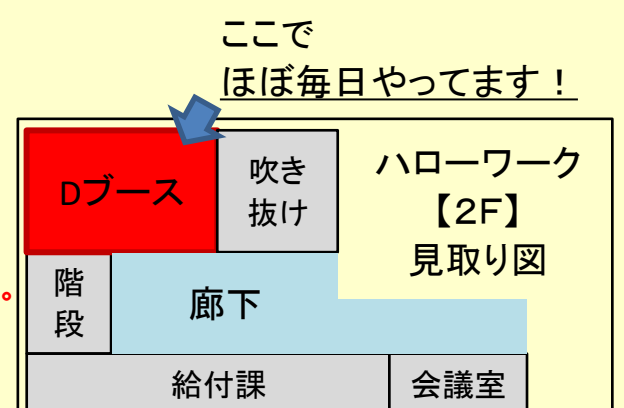 ここで
ほぼ毎日やってます！
Dブース
吹き
抜け
ハローワーク
【２F】
見取り図
階
段
。
廊下
給付課
会議室